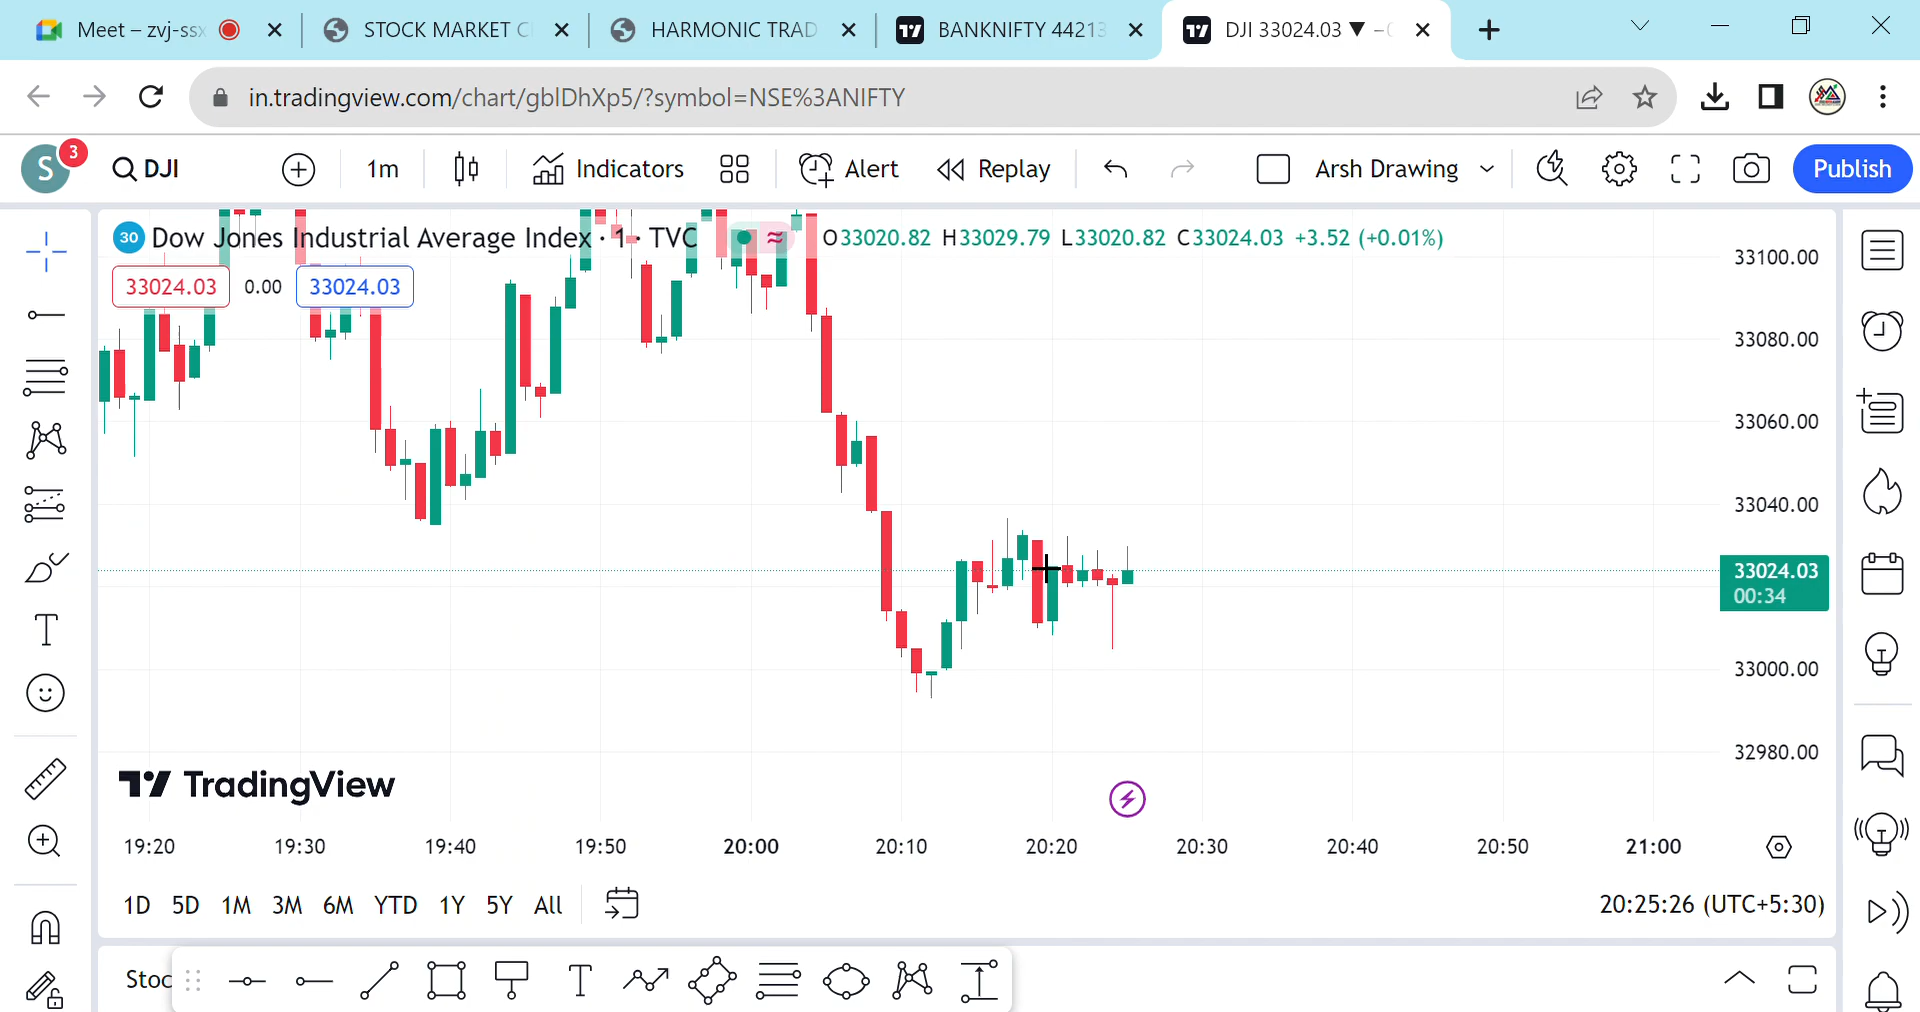 Meet – zvj-ssx
STOCK MARKET C
HARMONIC TRAD
BANKNIFTY 44213
DJI 33024.03 ▼ −0
in.tradingview.com/chart/gblDhXp5/?symbol=NSE%3ANIFTY
S 3
DJI
1m
Indicators
Alert
Replay
Arsh Drawing
Publish
30 Dow Jones Industrial Average Index · 1 · TVC
O33020.82 H33029.79 L33020.82 C33024.03 +3.52 (+0.01%)
33024.03 0.00 33024.03
33100.00
33080.00
33060.00
33040.00
33024.03
00:34
33000.00
32980.00
TradingView
19:20 19:30 19:40 19:50 20:00 20:10 20:20 20:30 20:40 20:50 21:00
1D 5D 1M 3M 6M YTD 1Y 5Y All
20:25:26 (UTC+5:30)
Stoc